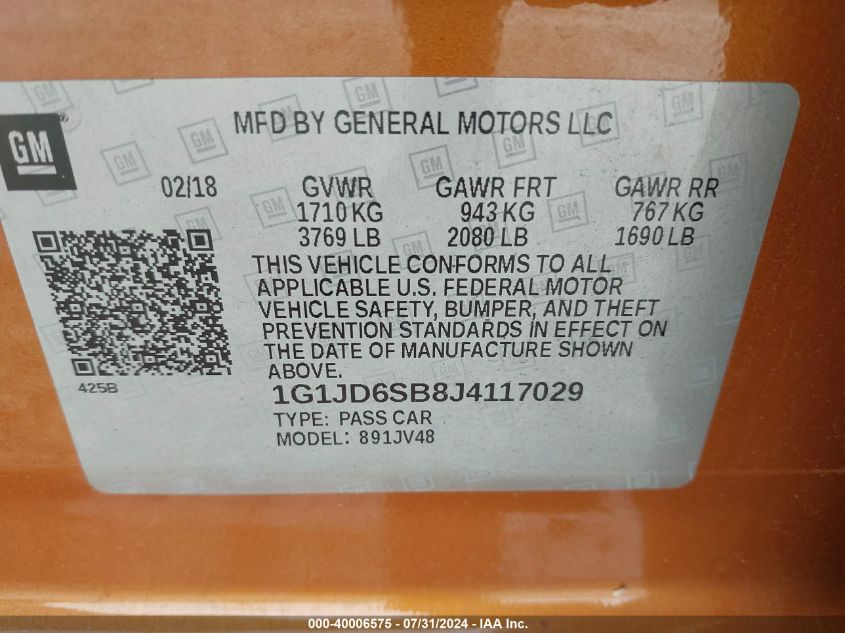 GM®
MFD BY GENERAL MOTORS LLC
02/18 GVWR GAWR FRT GAWR RR
1710 KG 943 KG 767 KG
3769 LB 2080 LB 1690 LB
THIS VEHICLE CONFORMS TO ALL
APPLICABLE U.S. FEDERAL MOTOR
VEHICLE SAFETY, BUMPER, AND THEFT
PREVENTION STANDARDS IN EFFECT ON
THE DATE OF MANUFACTURE SHOWN
ABOVE.
425B
1G1JD6SB8J4117029
TYPE: PASS CAR
MODEL: 891JV48
000-40006575 - 07/31/2024 - IAA Inc.